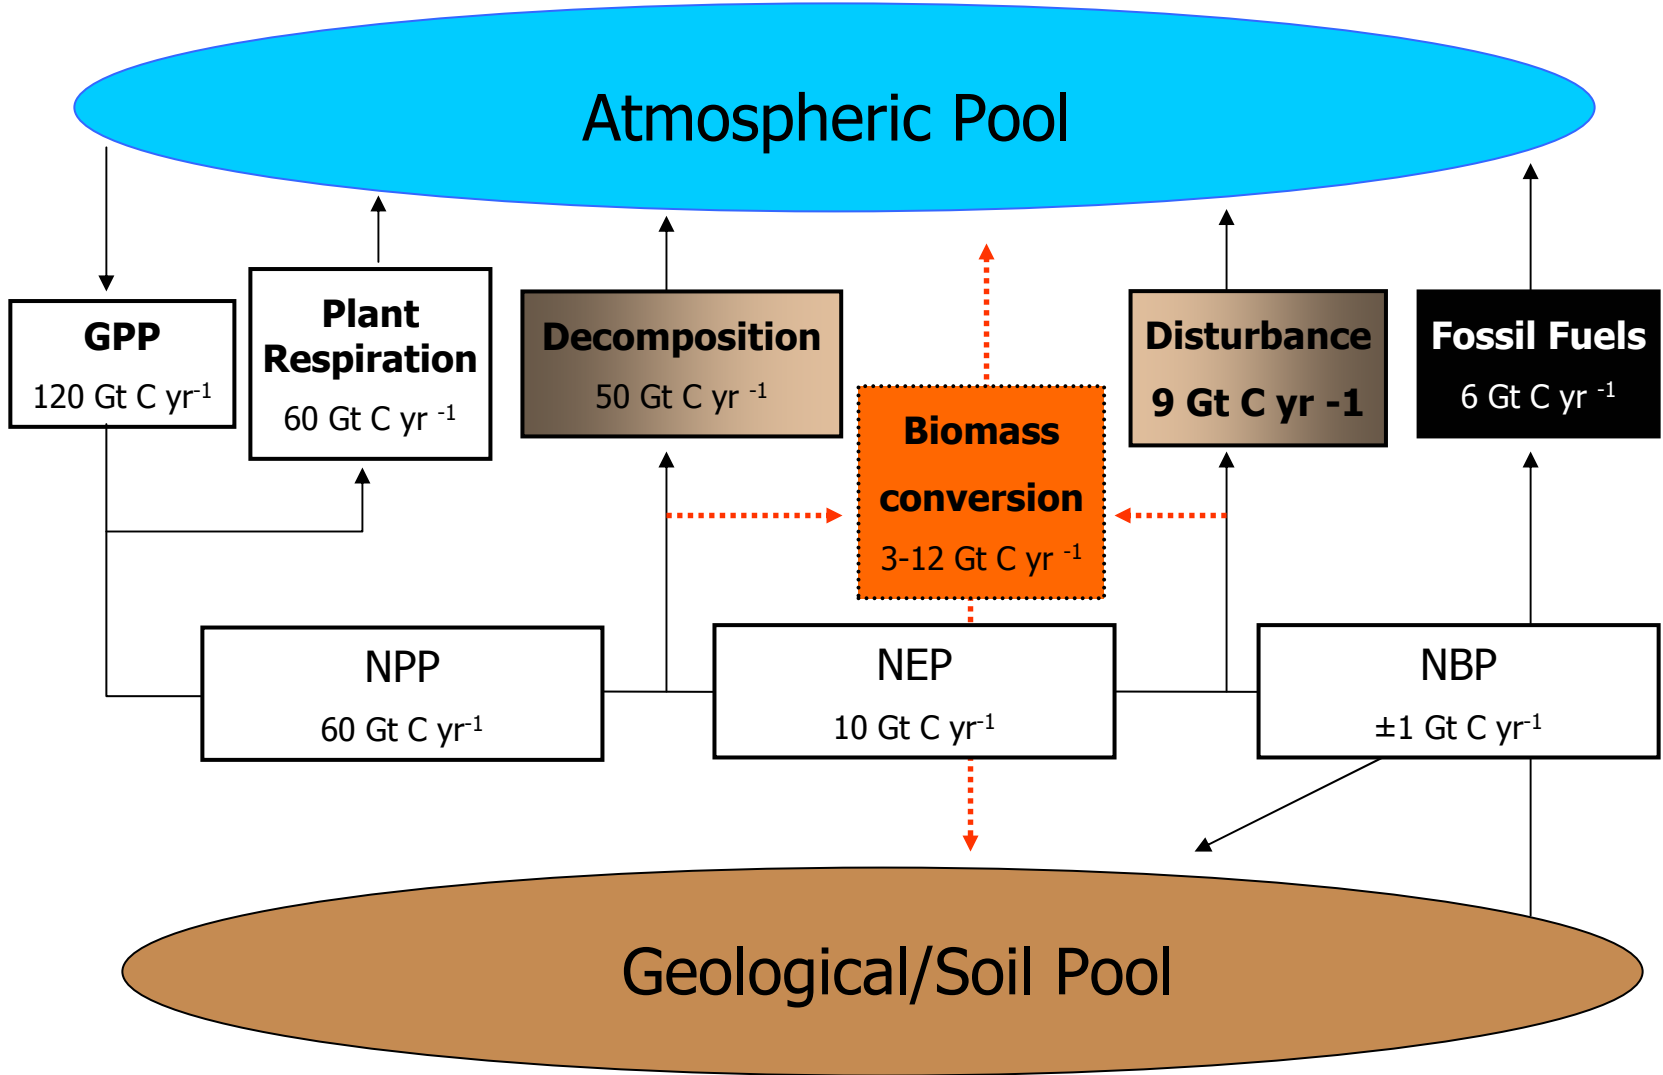 Atmospheric Pool
GPP
120 Gt C yr⁻¹
Plant
Respiration
60 Gt C yr ⁻¹
Decomposition
50 Gt C yr ⁻¹
Biomass
conversion
3-12 Gt C yr ⁻¹
Disturbance
9 Gt C yr -1
Fossil Fuels
6 Gt C yr ⁻¹
NPP
60 Gt C yr⁻¹
NEP
10 Gt C yr⁻¹
NBP
±1 Gt C yr⁻¹
Geological/Soil Pool